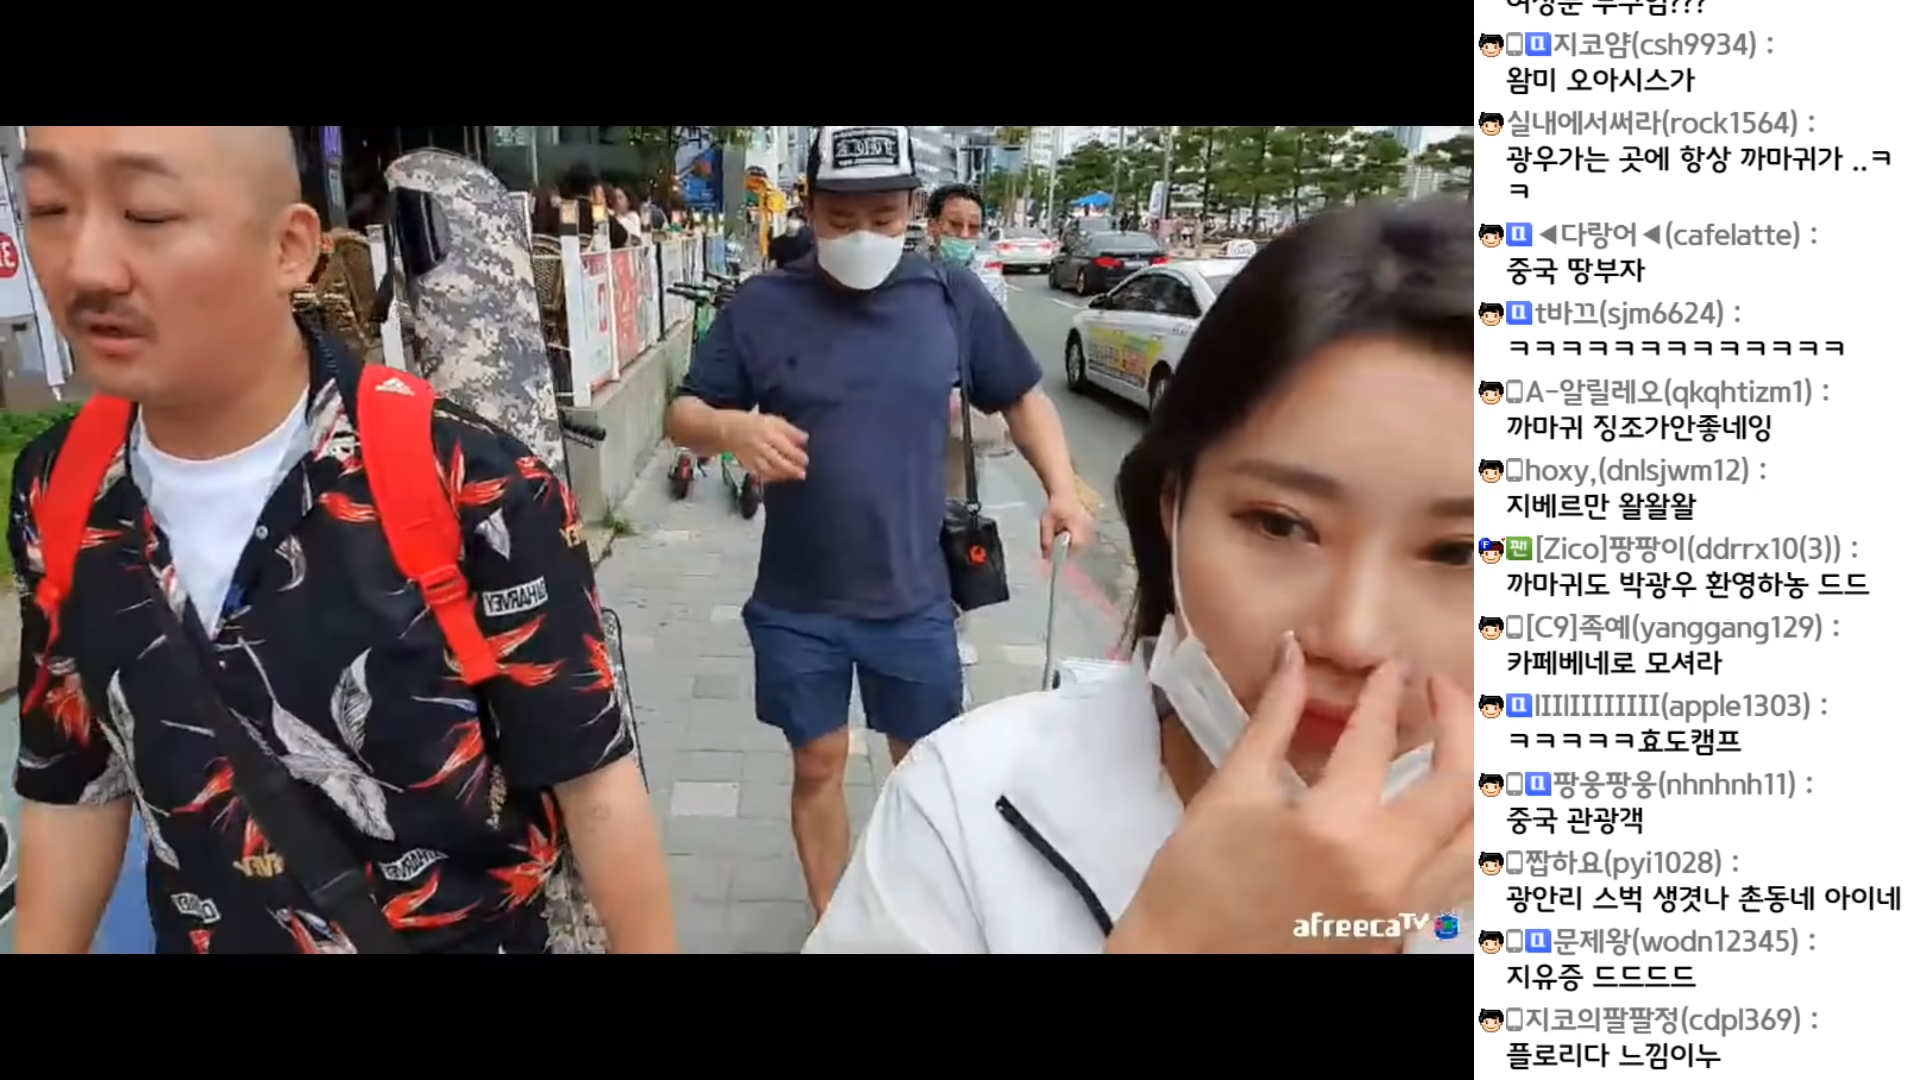 지코얌(csh9934) :
왐미 오아시스가
실내에서써라(rock1564) :
광우가는 곳에 항상 까마귀가 ..ㅋ
ㅋ
◀다랑어◀(cafelatte) :
중국 땅부자
t바끄(sjm6624) :
ㅋㅋㅋㅋㅋㅋㅋㅋㅋㅋㅋㅋㅋ
A-알릴레오(qkqhtizm1) :
까마귀 징조가안좋네잉
hoxy,(dnlsjwm12) :
지베르만 왈왈왈
팬[Zico]팡팡이(ddrrx10(3)) :
까마귀도 박광우 환영하농 드드
[C9]족예(yanggang129) :
카페베네로 모셔라
lIIlIIIIIIIII(apple1303) :
ㅋㅋㅋㅋㅋ효도캠프
팡웅팡웅(nhnhnh11) :
중국 관광객
짭하요(pyi1028) :
광안리 스벅 생겻나 촌동네 아이네
문제왕(wodn12345) :
지유증 드드드드
지코의팔팔정(cdpl369) :
플로리다 느낌이누
afreecaTV